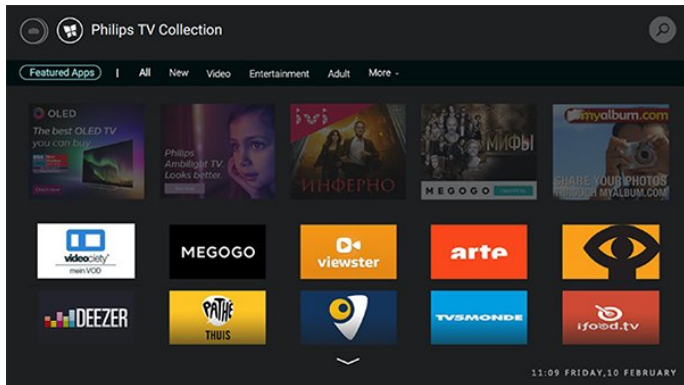 Philips TV Collection
Featured Apps | All New Video Entertainment Adult More
OLED
The best OLED TV
you can buy
Philips
Ambilight TV.
Looks better.
ivi
ИНФЕРНО
МИФЫ
MEGOGO
myalbum.com
SHARE YOUR PHOTOS
THROUGH MYALBUM.COM
videociety
mein VOD
MEGOGO
viewster
arte
DEEZER
PATHÉ
THUIS
TV5MONDE
ifood.tv
11:09 FRIDAY,10 FEBRUARY